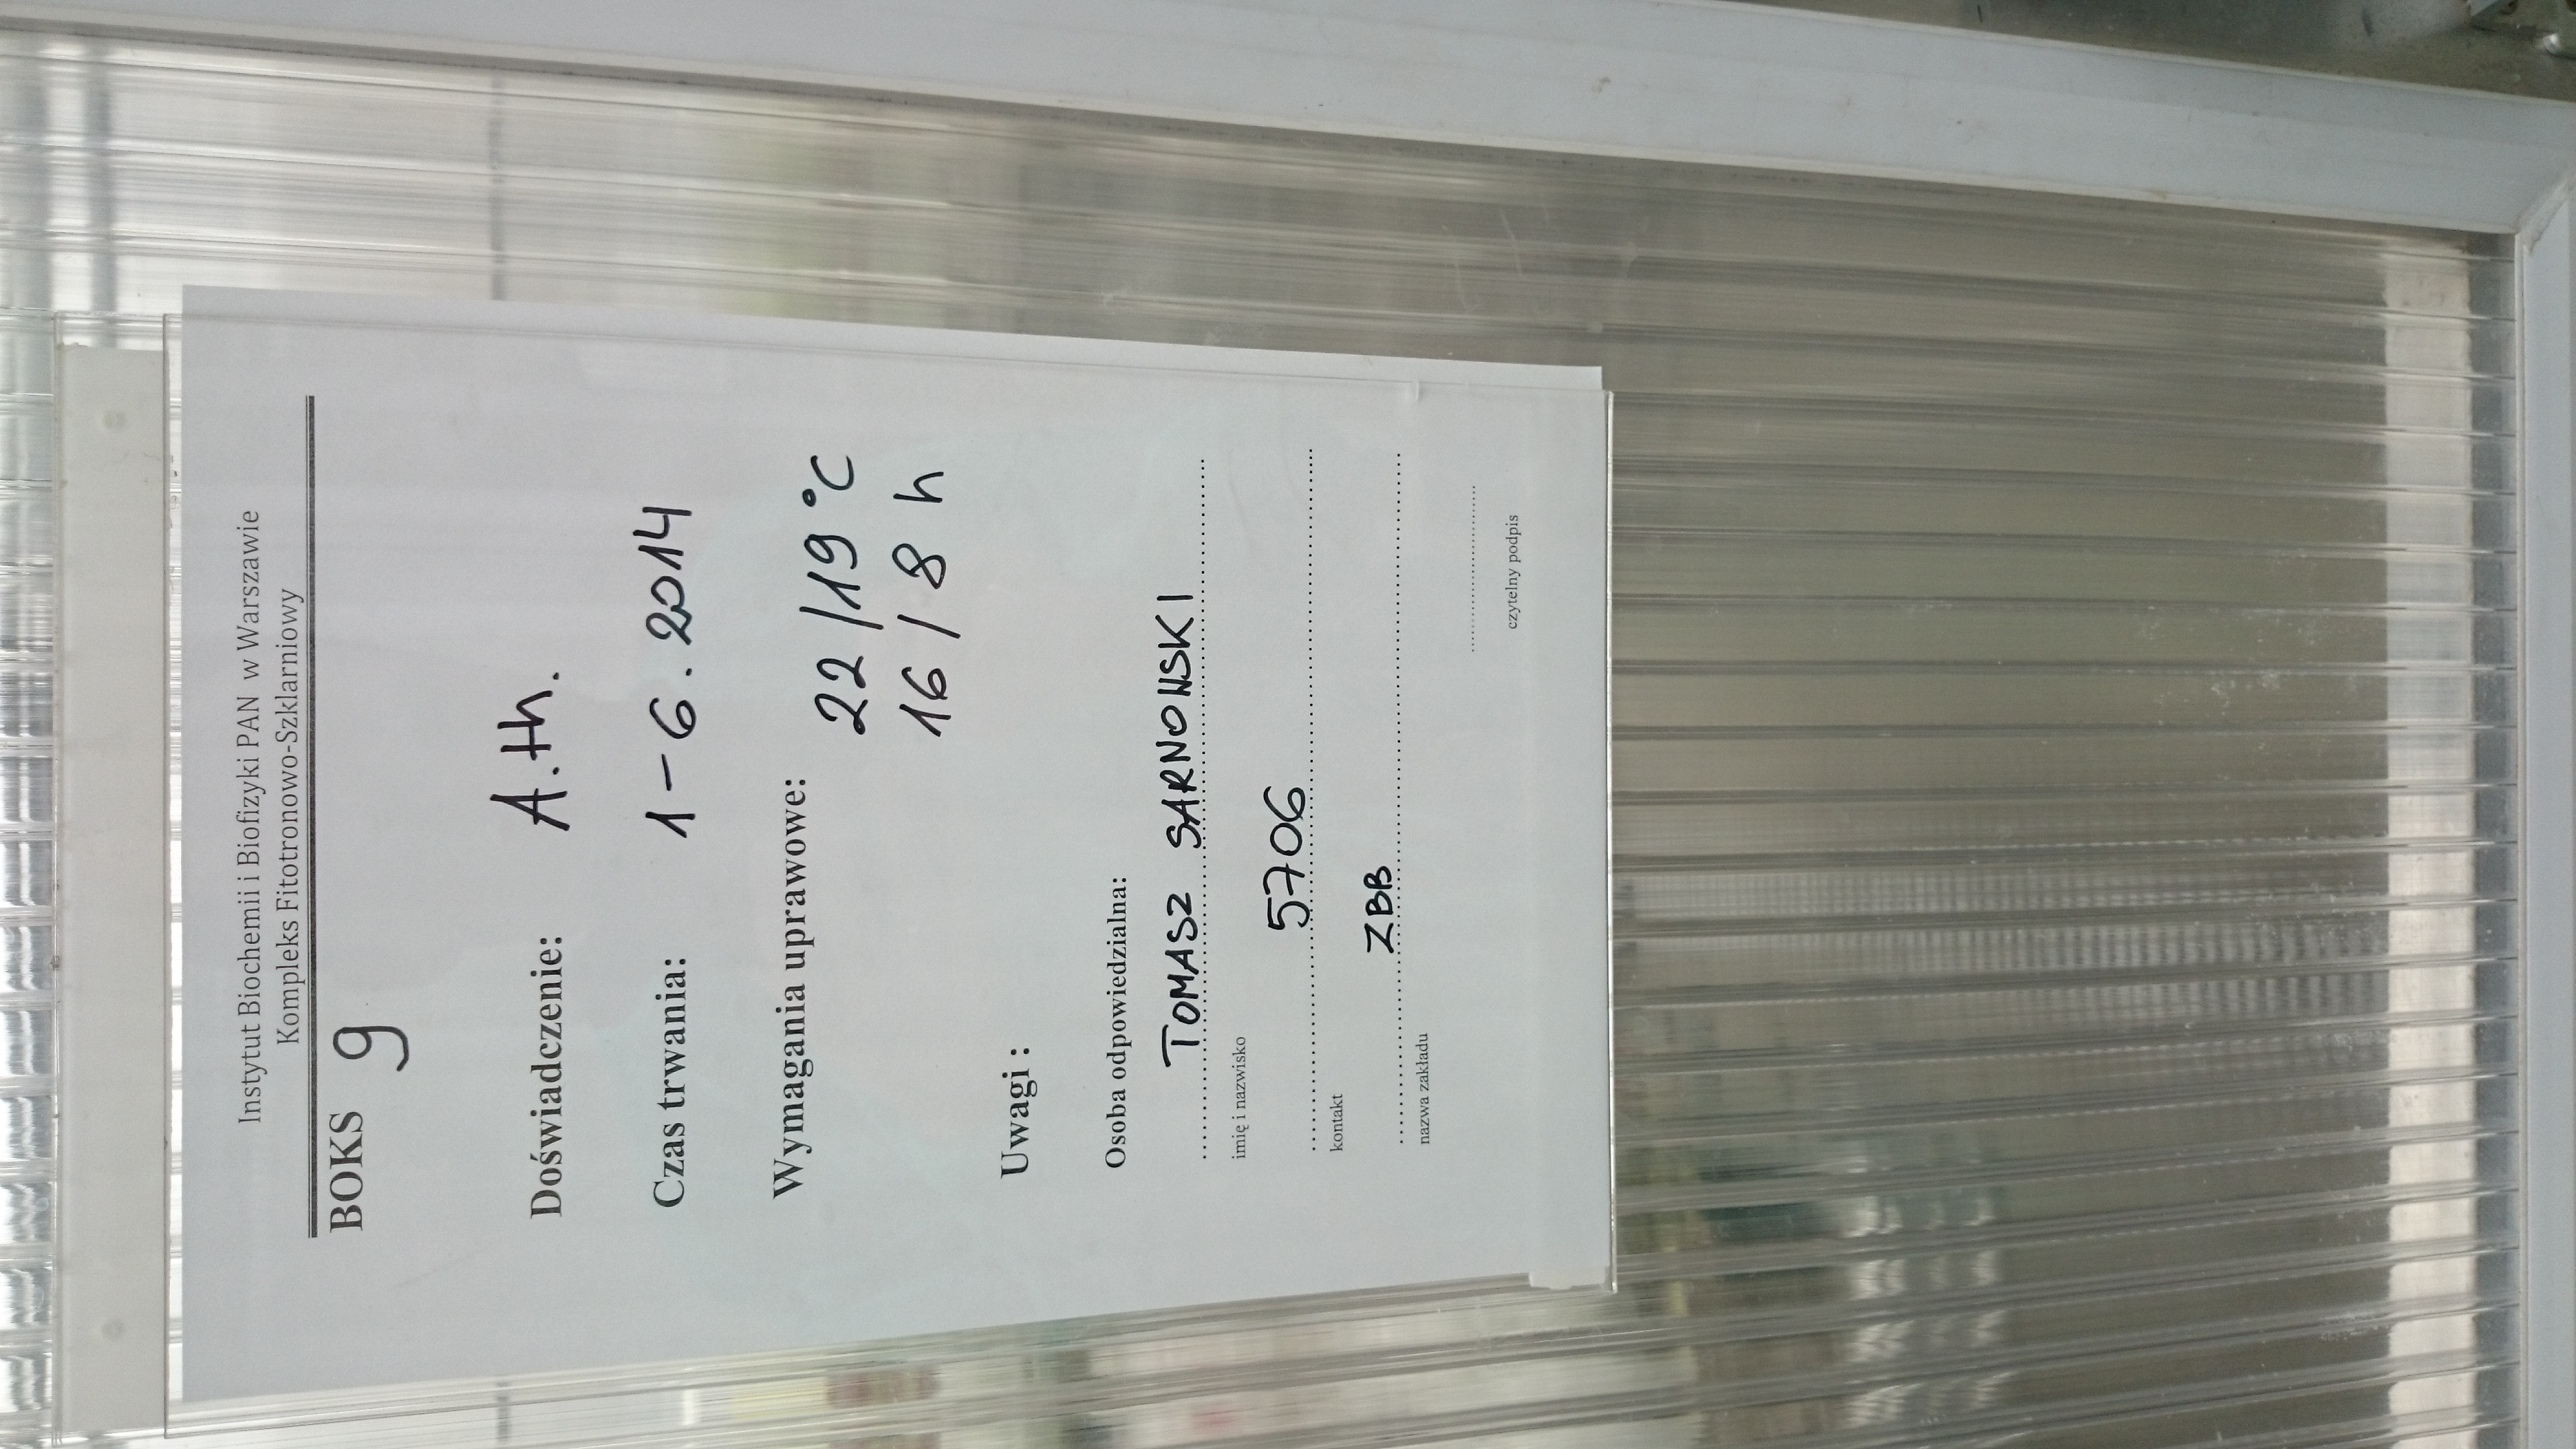 Instytut Biochemii i Biofizyki PAN w Warszawie
Kompleks Fitotronowo-Szklarniowy
BOKS 9
Doświadczenie: A.th.
Czas trwania: 1-6.2014
Wymagania uprawowe:
22/19 °C
16/8 h
Uwagi :
Osoba odpowiedzialna:
TOMASZ SARNOWSKI
imię i nazwisko
5706
kontakt
ZBB
nazwa zakładu
czytelny podpis